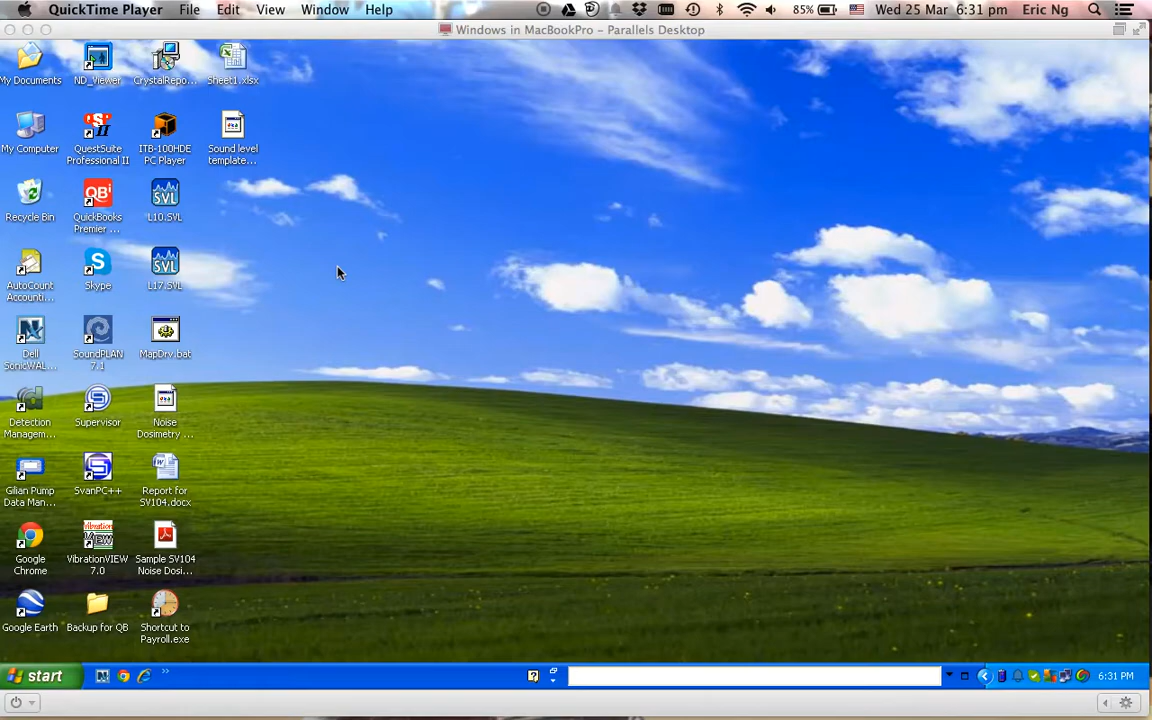 QuickTime Player File Edit View Window Help 85% Wed 25 Mar 6:31 pm Eric Ng
Windows in MacBookPro – Parallels Desktop
My Documents
ND_Viewer
CrystalRepo...
Sheet1.xlsx
My Computer
QuestSuite
Professional II
ITB-100HDE
PC Player
Sound level
template...
Recycle Bin
QuickBooks
Premier ...
L10.SVL
AutoCount
Accounti...
Skype
L17.SVL
Dell
SonicWAL...
SoundPLAN
7.1
MapDrv.bat
Detection
Managem...
Supervisor
Noise
Dosimetry ...
Gilian Pump
Data Man...
SvanPC++
Report for
SV104.docx
Google
Chrome
VibrationVIEW
7.0
Sample SV104
Noise Dosi...
Google Earth
Backup for QB
Shortcut to
Payroll.exe
start
6:31 PM